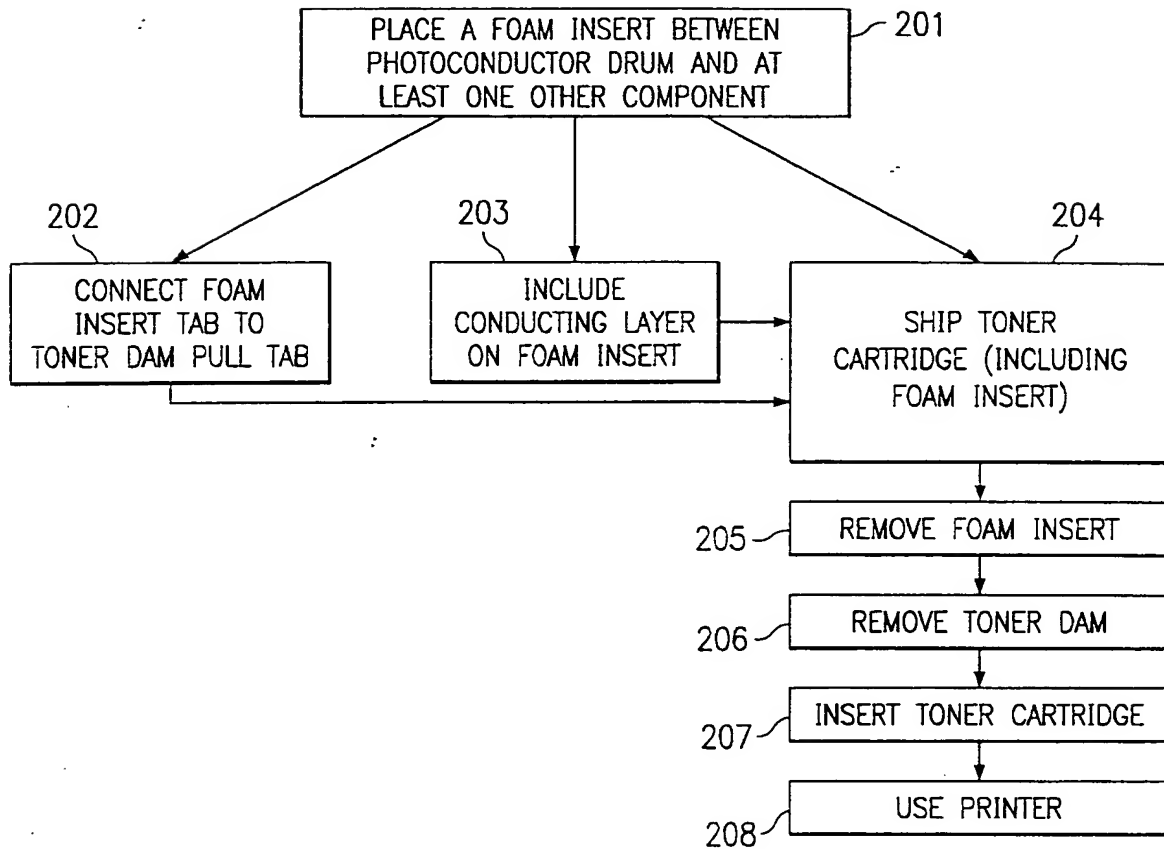 PLACE A FOAM INSERT BETWEEN
PHOTOCONDUCTOR DRUM AND AT
LEAST ONE OTHER COMPONENT
201
202
CONNECT FOAM
INSERT TAB TO
TONER DAM PULL TAB
203
INCLUDE
CONDUCTING LAYER
ON FOAM INSERT
204
SHIP TONER
CARTRIDGE (INCLUDING
FOAM INSERT)
205
REMOVE FOAM INSERT
206
REMOVE TONER DAM
207
INSERT TONER CARTRIDGE
208
USE PRINTER